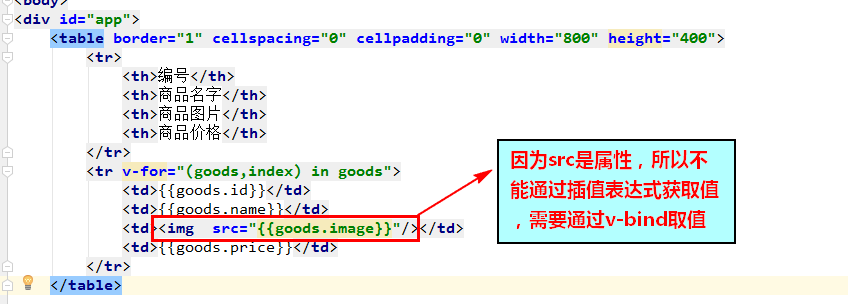 <body>
<div id="app">
<table border="1" cellspacing="0" cellpadding="0" width="800" height="400">
<tr>
<th>编号</th>
<th>商品名字</th>
<th>商品图片</th>
<th>商品价格</th>
</tr>
<tr v-for="(goods,index) in goods">
<td>{{goods.id}}</td>
<td>{{goods.name}}</td>
<td><img  src="{{goods.image}}"/></td>
<td>{{goods.price}}</td>
</tr>
</table>
因为src是属性，所以不
能通过插值表达式获取值
，需要通过v-bind取值